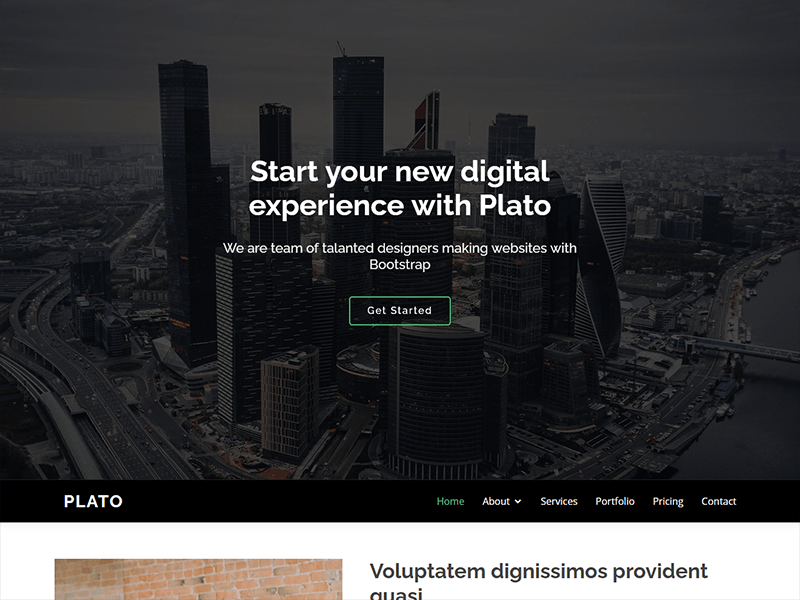 Start your new digital
experience with Plato
We are team of talanted designers making websites with
Bootstrap
Get Started
PLATO
Home About Services Portfolio Pricing Contact
Voluptatem dignissimos provident
quasi